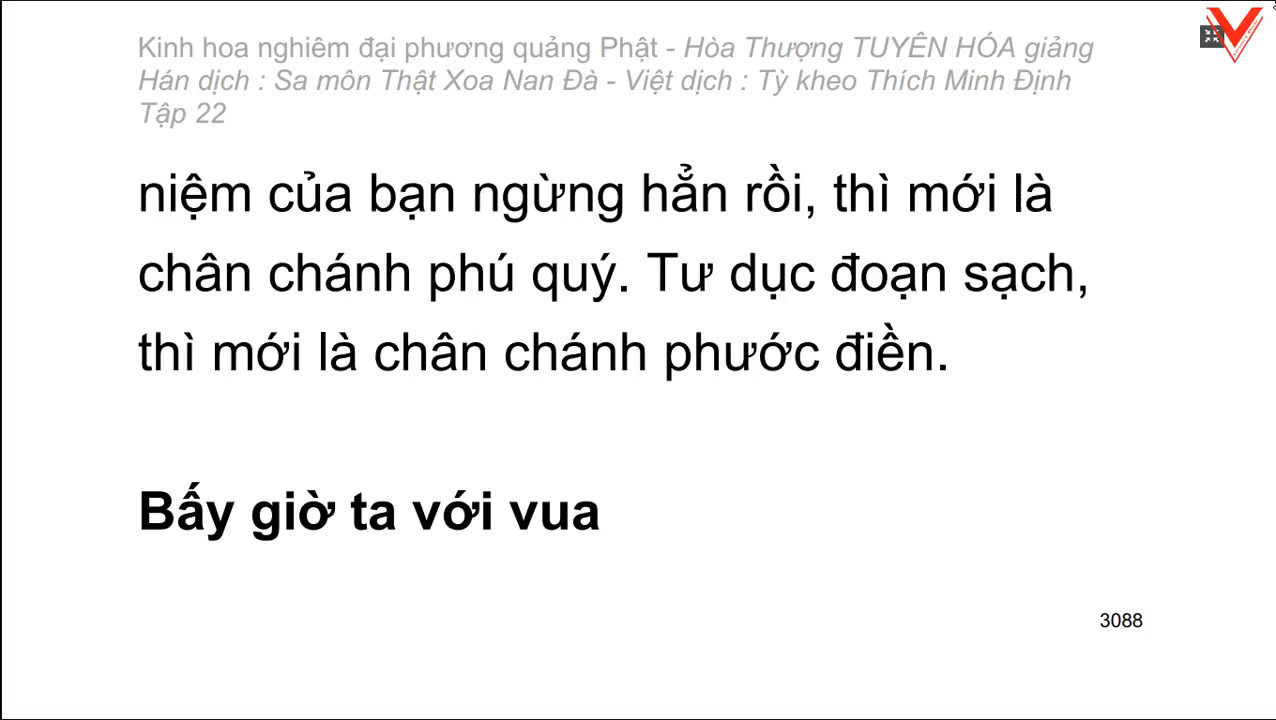 Kinh hoa nghiêm đại phương quảng Phật - Hòa Thượng TUYÊN HÓA giảng
Hán dịch : Sa môn Thật Xoa Nan Đà - Việt dịch : Tỳ kheo Thích Minh Định
Tập 22
niệm của bạn ngừng hẳn rồi, thì mới là
chân chánh phú quý. Tư dục đoạn sạch,
thì mới là chân chánh phước điền.
Bấy giờ ta với vua
3088